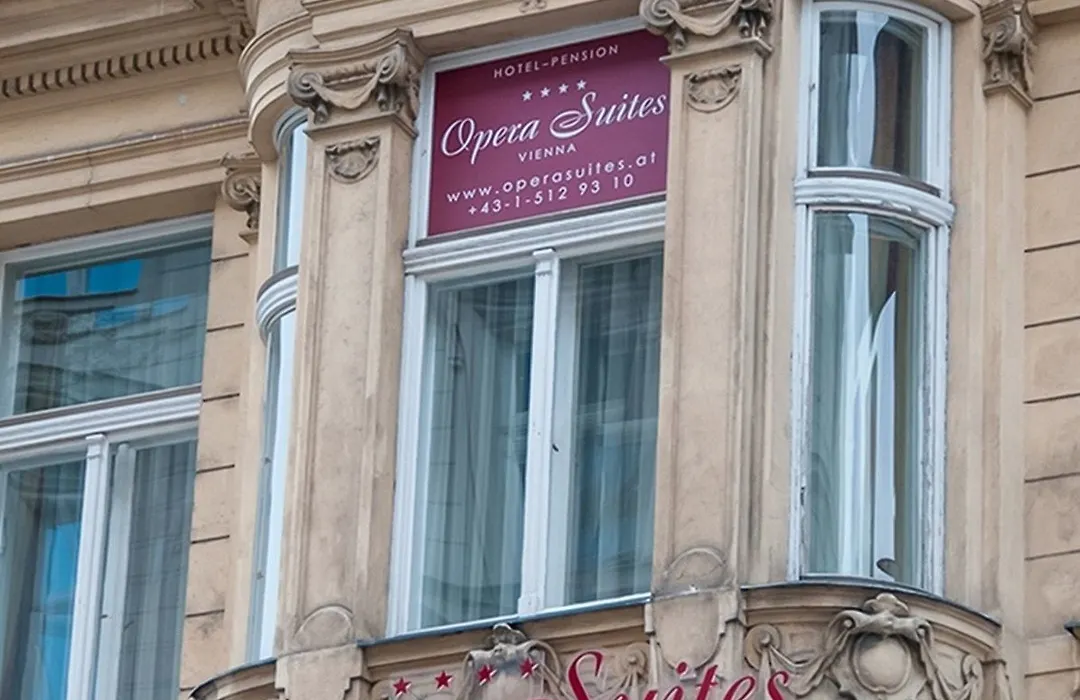 HOTEL-PENSION
★★★★
Opera Suites
VIENNA
www.operasuites.at
+43-1-512 93 10
★★★★
Suites